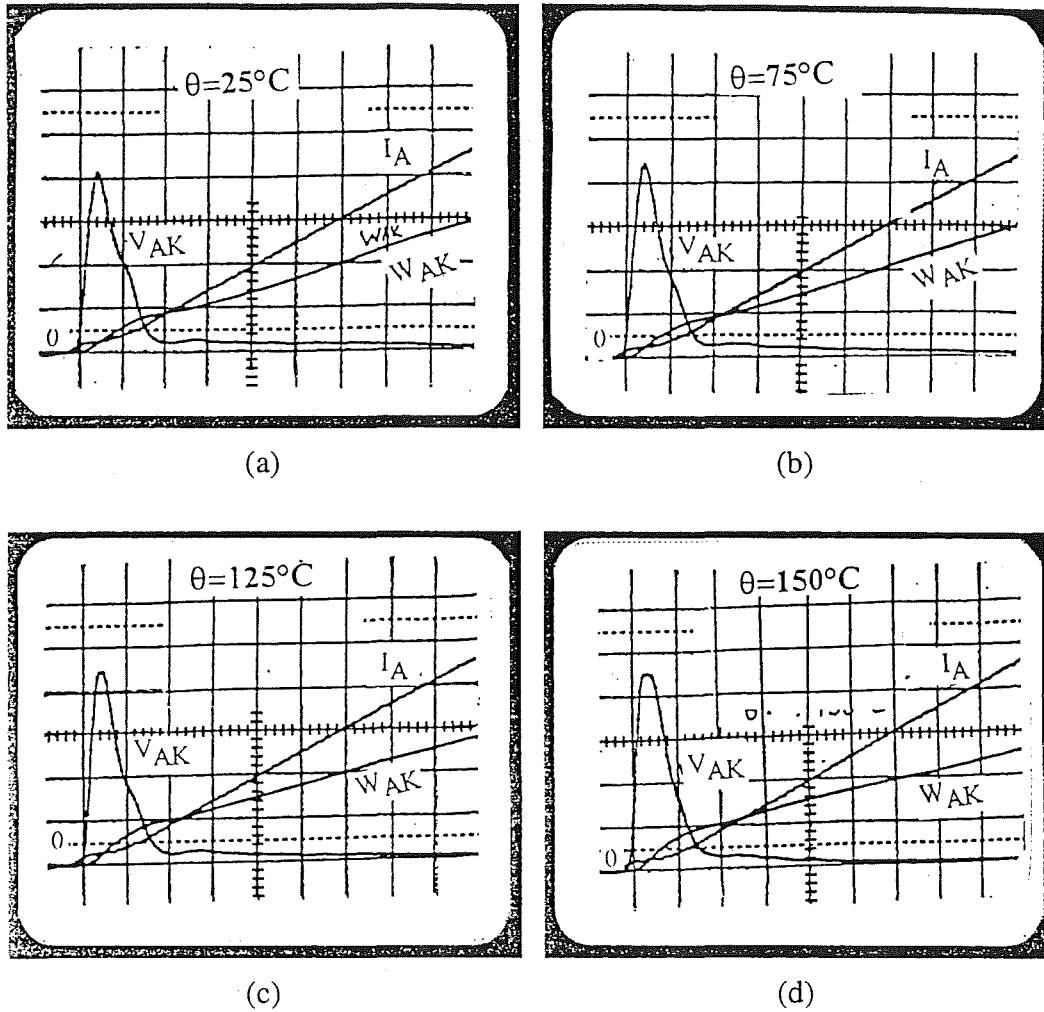 θ=25°C
I_A
V_AK
W_AK
W_AK
0
(a)
θ=75°C
I_A
V_AK
W_AK
0
(b)
θ=125°C
I_A
V_AK
W_AK
0
(c)
θ=150°C
I_A
V_AK
W_AK
0
(d)